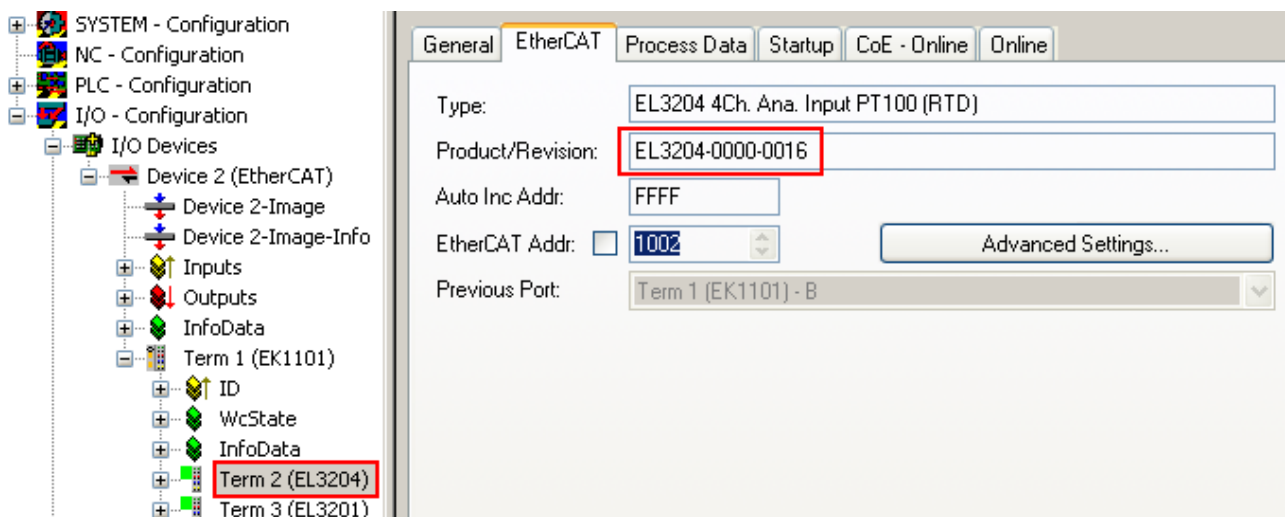 SYSTEM - Configuration
NC - Configuration
PLC - Configuration
I/O - Configuration
I/O Devices
Device 2 (EtherCAT)
Device 2-Image
Device 2-Image-Info
Inputs
Outputs
InfoData
Term 1 (EK1101)
ID
WcState
InfoData
Term 2 (EL3204)
Term 3 (EL3201)
General EtherCAT Process Data Startup CoE - Online Online
Type: EL3204 4Ch. Ana. Input PT100 (RTD)
Product/Revision: EL3204-0000-0016
Auto Inc Addr: FFFF
EtherCAT Addr: 1002 Advanced Settings...
Previous Port: Term 1 (EK1101) - B